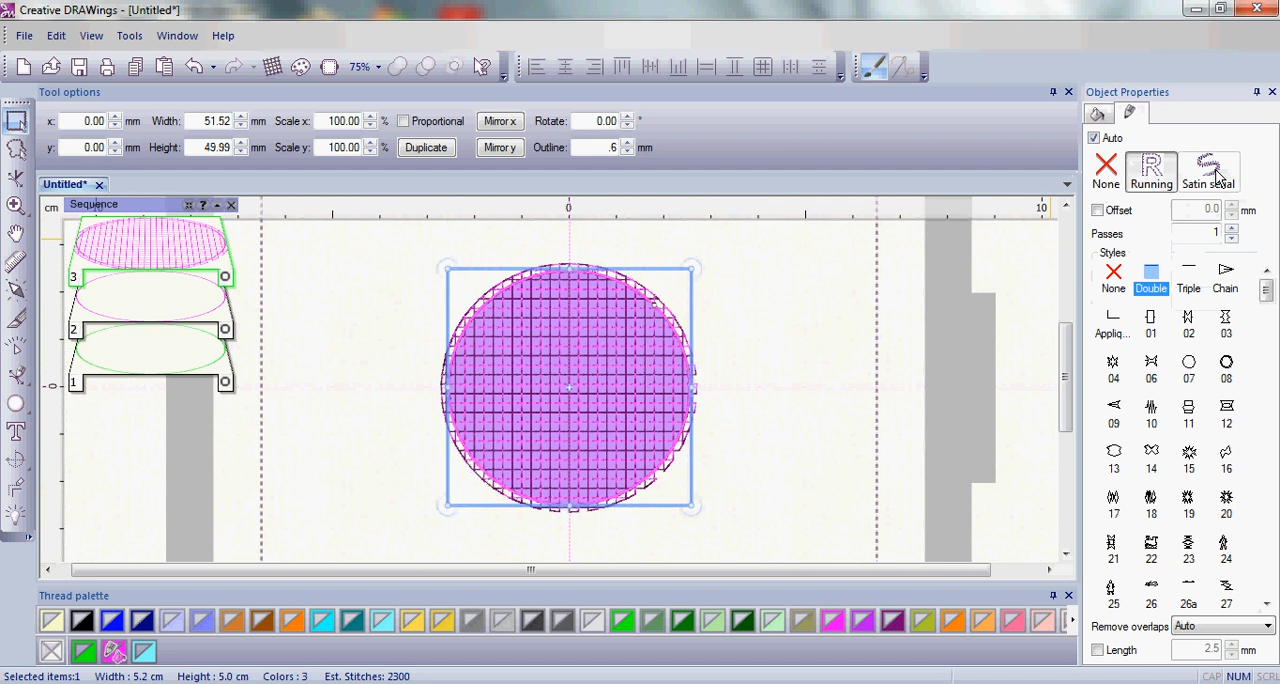 Creative DRAWings - [Untitled*]
File Edit View Tools Window Help
75%
Tool options
x: 0.00 mm Width: 51.52 mm Scale x: 100.00 % Proportional Mirror x Rotate: 0.00 °
y: 0.00 mm Height: 49.99 mm Scale y: 100.00 % Duplicate Mirror y Outline: .6 mm
Untitled*
cm Sequence 0 10
3
2
1
0
Object Properties
Auto
None Running Satin serial
Offset 0.0 mm
Passes 1
Styles
None Double Triple Chain
Appliq... 01 02 03
04 06 07 08
09 10 11 12
13 14 15 16
17 18 19 20
21 22 23 24
25 26 26a 27
Remove overlaps Auto
Length 2.5 mm
Thread palette
Selected items:1 Width : 5.2 cm Height : 5.0 cm Colors : 3 Est. Stitches: 2300 CAP NUM SCRL